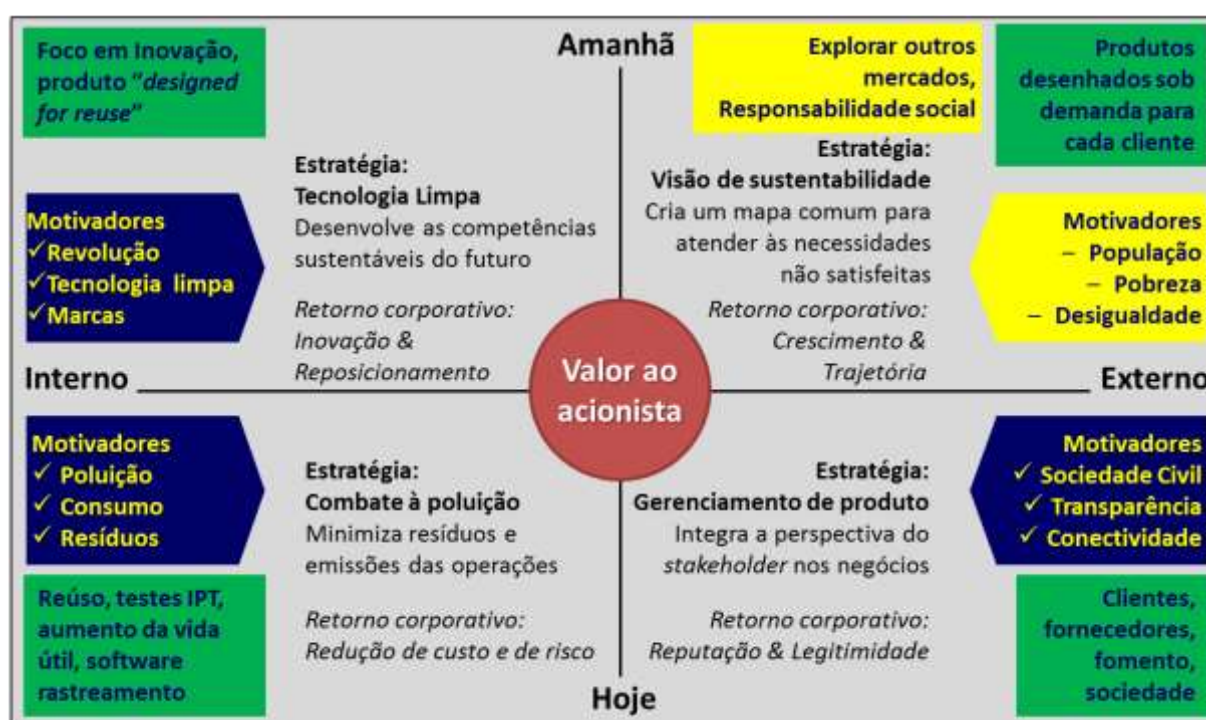 Amanhã
Foco em Inovação,
produto "designed
for reuse"
Explorar outros
mercados,
Responsabilidade social
Produtos
desenhados sob
demanda para
cada cliente
Motivadores
✓Revolução
✓Tecnologia limpa
✓Marcas
Estratégia:
Tecnologia Limpa
Desenvolve as competências
sustentáveis do futuro
Retorno corporativo:
Inovação &
Reposicionamento
Estratégia:
Visão de sustentabilidade
Cria um mapa comum para
atender às necessidades
não satisfeitas
Retorno corporativo:
Crescimento &
Trajetória
Motivadores
– População
– Pobreza
– Desigualdade
Interno
Valor ao
acionista
Externo
Motivadores
✓ Poluição
✓ Consumo
✓ Resíduos
Estratégia:
Combate à poluição
Minimiza resíduos e
emissões das operações
Retorno corporativo:
Redução de custo e de risco
Estratégia:
Gerenciamento de produto
Integra a perspectiva do
stakeholder nos negócios
Retorno corporativo:
Reputação & Legitimidade
Motivadores
✓ Sociedade Civil
✓ Transparência
✓ Conectividade
Reúso, testes IPT,
aumento da vida
útil, software
rastreamento
Clientes,
fornecedores,
fomento,
sociedade
Hoje